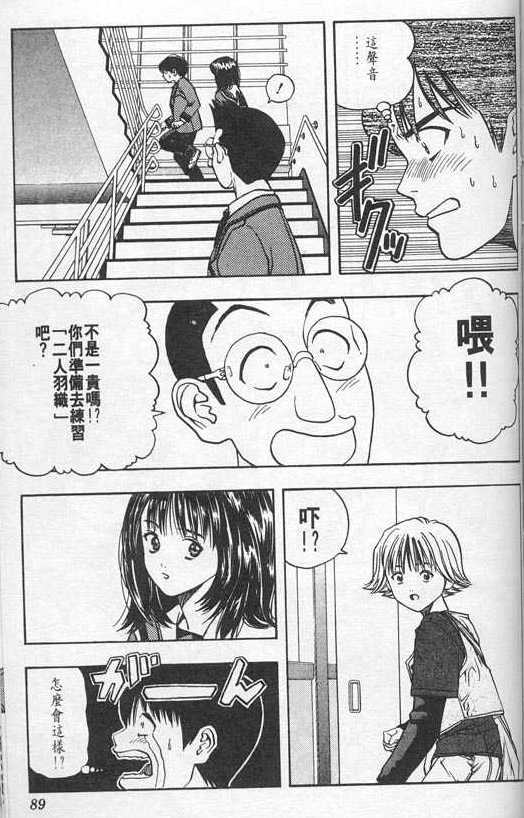 這聲音
……
ギクッ
！
喂!!
不是一貴嗎!?
你們準備去練習
「二人羽織」
吧?
吓!?
ガーん
怎麼會這樣!?
89